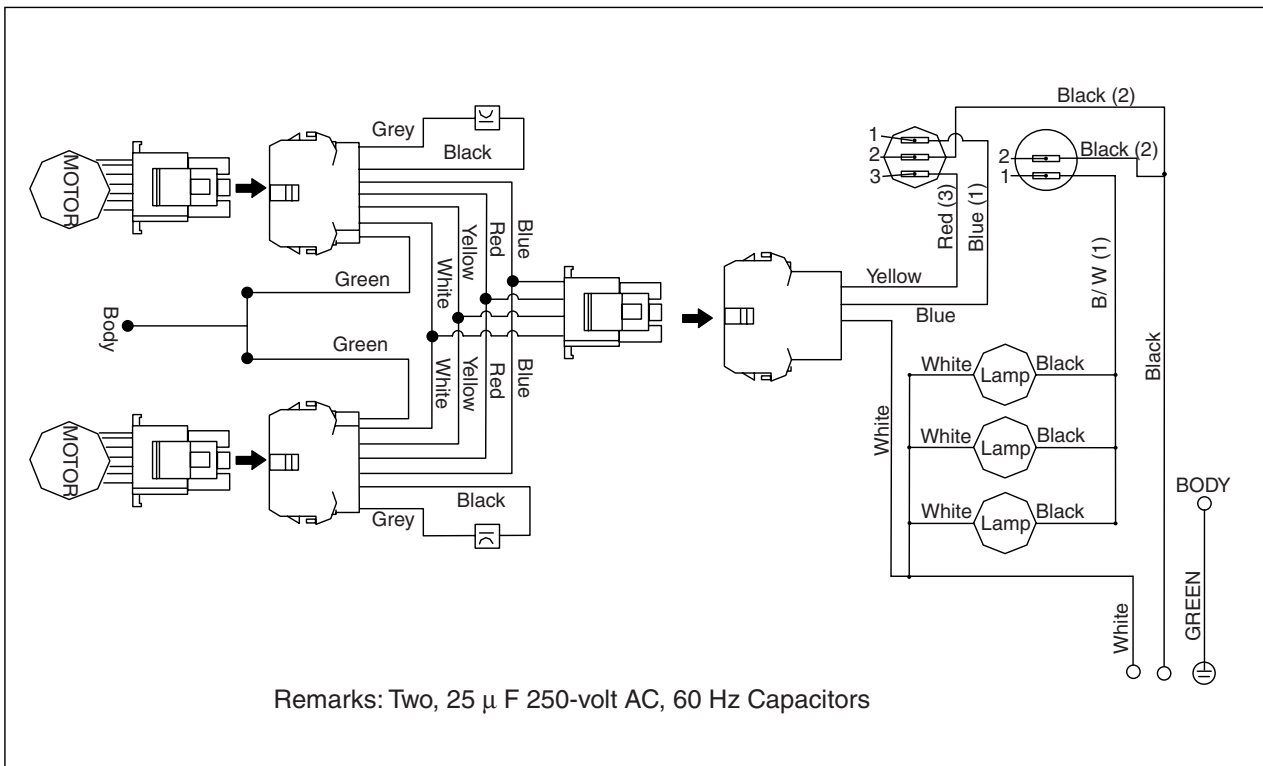 Black (2)
Grey
Black
1
2
3
2
1
Black (2)
MOTOR
Red (3)
Blue (1)
B/ W (1)
Black
Blue
Red
Yellow
White
Green
Body
Green
Yellow
Blue
White
Yellow
Red
Blue
White
White
Lamp
Black
White
Lamp
Black
White
Lamp
Black
MOTOR
Black
Grey
BODY
GREEN
White
Remarks: Two, 25 μ F 250-volt AC, 60 Hz Capacitors